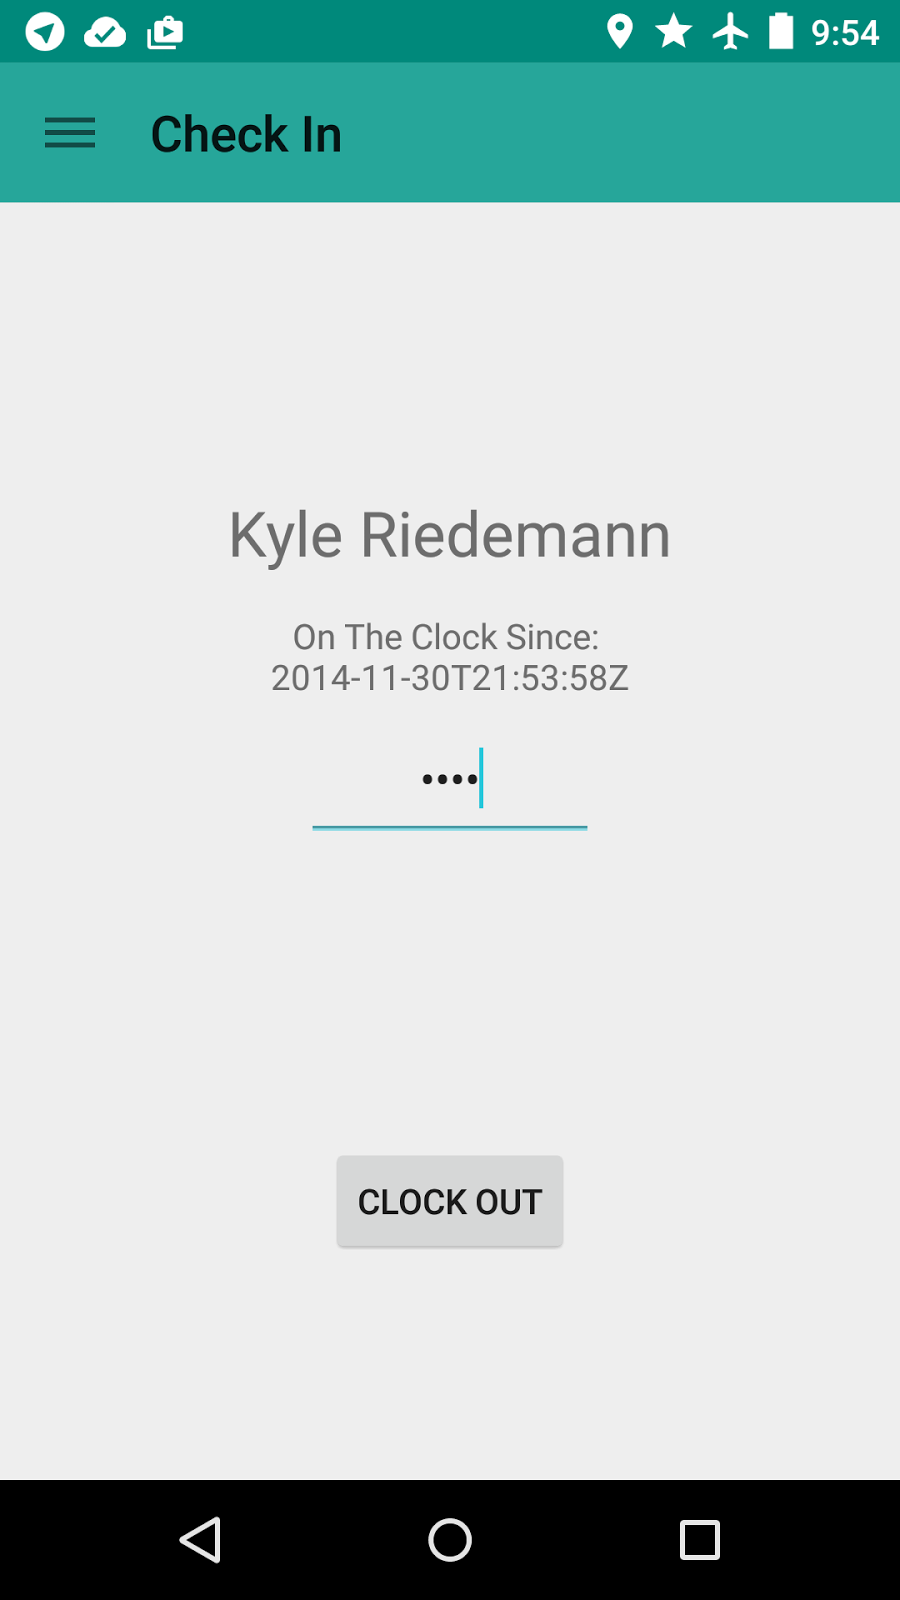 9:54
Check In
Kyle Riedemann
On The Clock Since:
2014-11-30T21:53:58Z
••••
CLOCK OUT